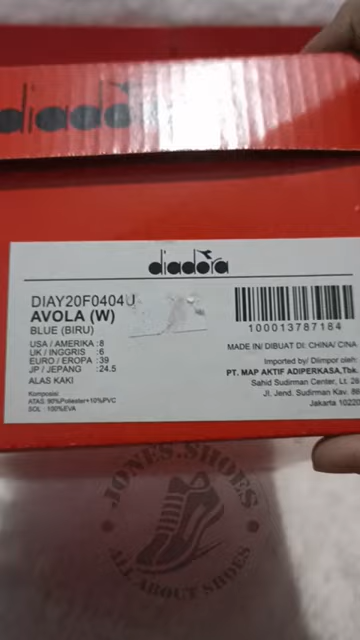 diadora
diadora
DIAY20F0404U
AVOLA (W)
BLUE (BIRU)
USA / AMERIKA : 8
UK / INGGRIS : 6
EURO / EROPA : 39
JP / JEPANG : 24.5
ALAS KAKI
Komposisi
ATAS: 90%Poliester+10%PVC
SOL : 100%EVA
100013787184
MADE IN/ DIBUAT DI: CHINA/ CINA
Imported by/ Diimpor oleh:
PT. MAP AKTIF ADIPERKASA,Tbk.
Sahid Sudirman Center, Lt. 26
Jl. Jend. Sudirman Kav. 86
Jakarta 10220
JONES.SHOES
ALL ABOUT SHOES